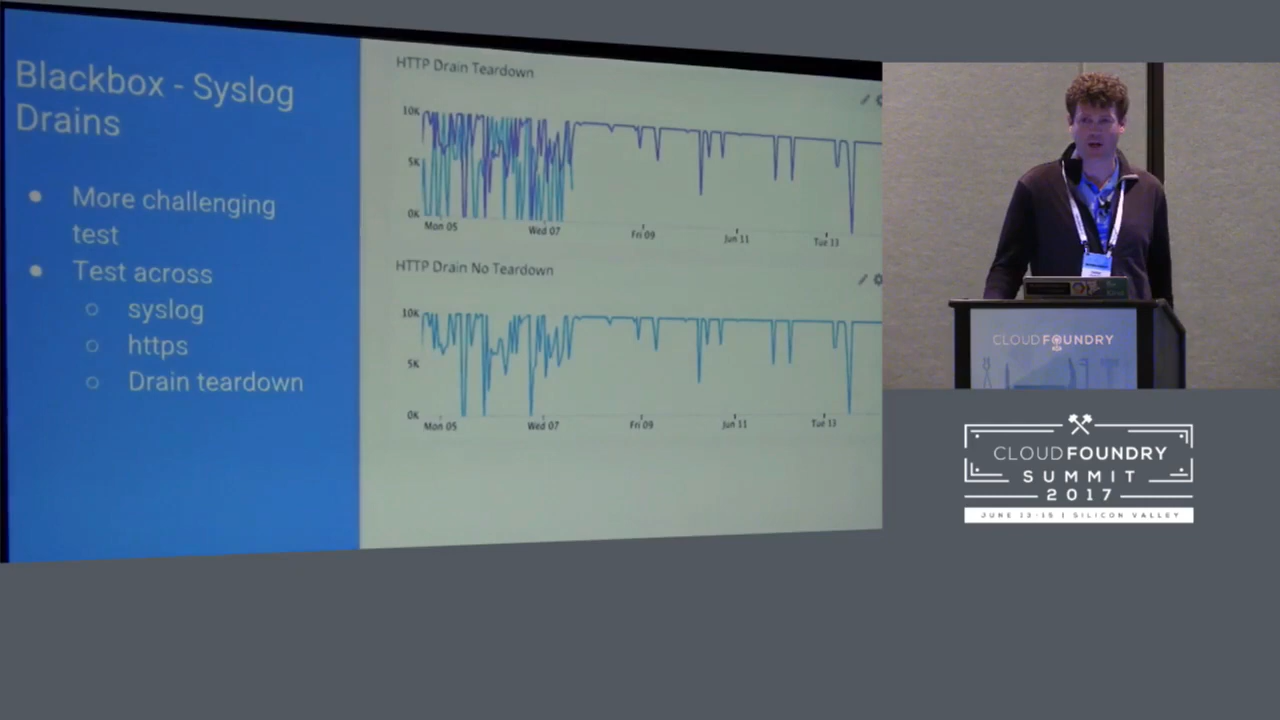 Blackbox - Syslog
Drains
● More challenging
test
● Test across
○ syslog
○ https
○ Drain teardown
HTTP Drain Teardown
10K
5K
0K
Mon 05
Wed 07
Fri 09
Jun 11
Tue 13
HTTP Drain No Teardown
10K
5K
0K
Mon 05
Wed 07
Fri 09
Jun 11
Tue 13
CLOUD FOUNDRY
CLOUD FOUNDRY
SUMMIT
2017
JUNE 13-15 | SILICON VALLEY